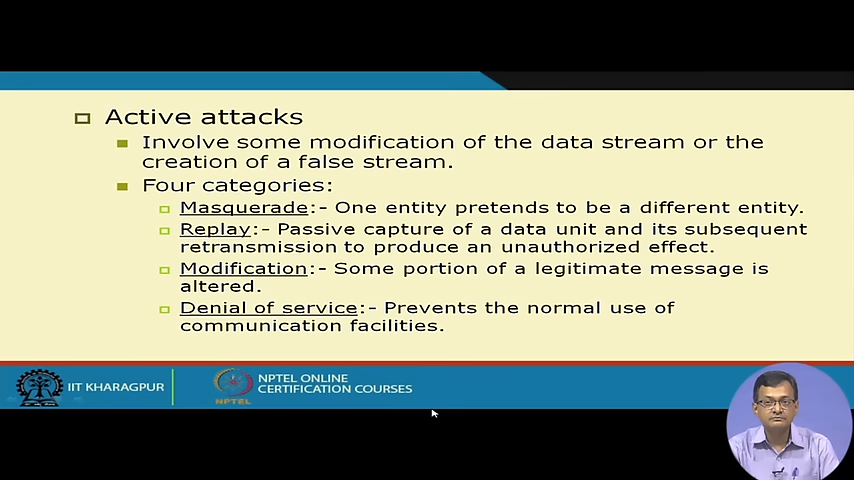 Active attacks
Involve some modification of the data stream or the
creation of a false stream.
Four categories:
Masquerade:- One entity pretends to be a different entity.
Replay:- Passive capture of a data unit and its subsequent
retransmission to produce an unauthorized effect.
Modification:- Some portion of a legitimate message is
altered.
Denial of service:- Prevents the normal use of
communication facilities.
IIT KHARAGPUR
NPTEL
NPTEL ONLINE
CERTIFICATION COURSES